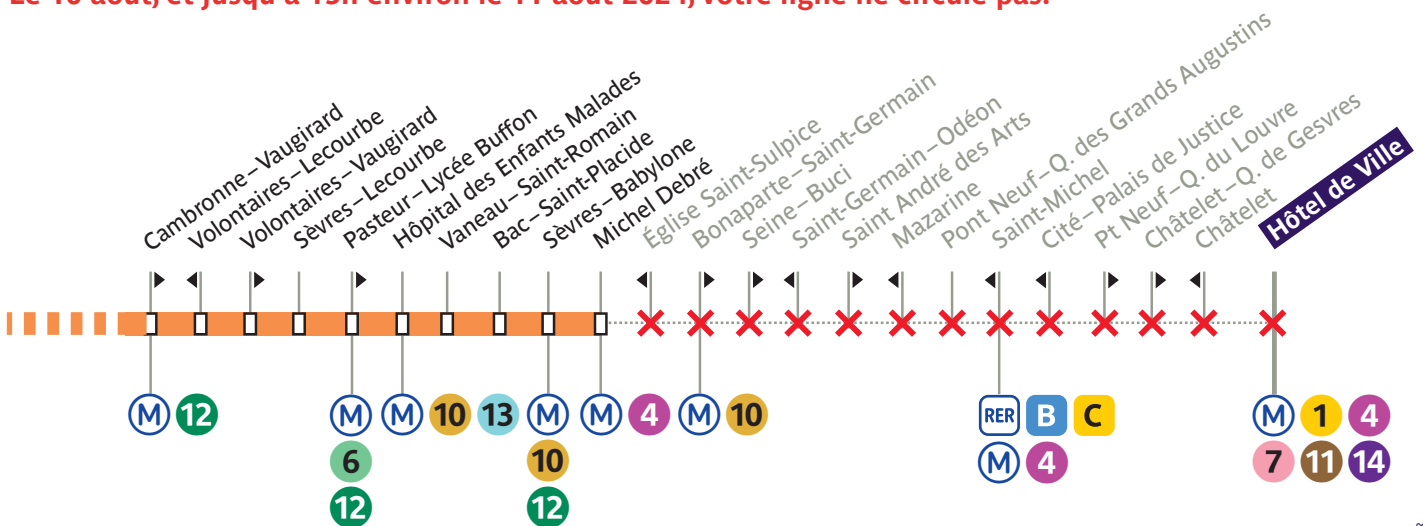 Le 10 août, et jusqu'à 15h environ le 11 août 2024, votre ligne ne circule pas.
Cambronne – Vaugirard
Volontaires – Lecourbe
Volontaires – Vaugirard
Sèvres – Lecourbe
Pasteur – Lycée Buffon
Hôpital des Enfants Malades
Vaneau – Saint-Romain
Bac – Saint-Placide
Sèvres – Babylone
Michel Debré
Église Saint-Sulpice
Bonaparte – Saint-Germain
Seine – Buci
Saint-Germain – Odéon
Saint André des Arts
Mazarine
Pont Neuf – Q. des Grands Augustins
Saint-Michel
Cité – Palais de Justice
Pt Neuf – Q. du Louvre
Châtelet – Q. de Gesvres
Châtelet
Hôtel de Ville
M 12
M
6
12
M 10 13
M
10
12
M 4
M 10
RER B C
M 4
M 1 4
7 11 14